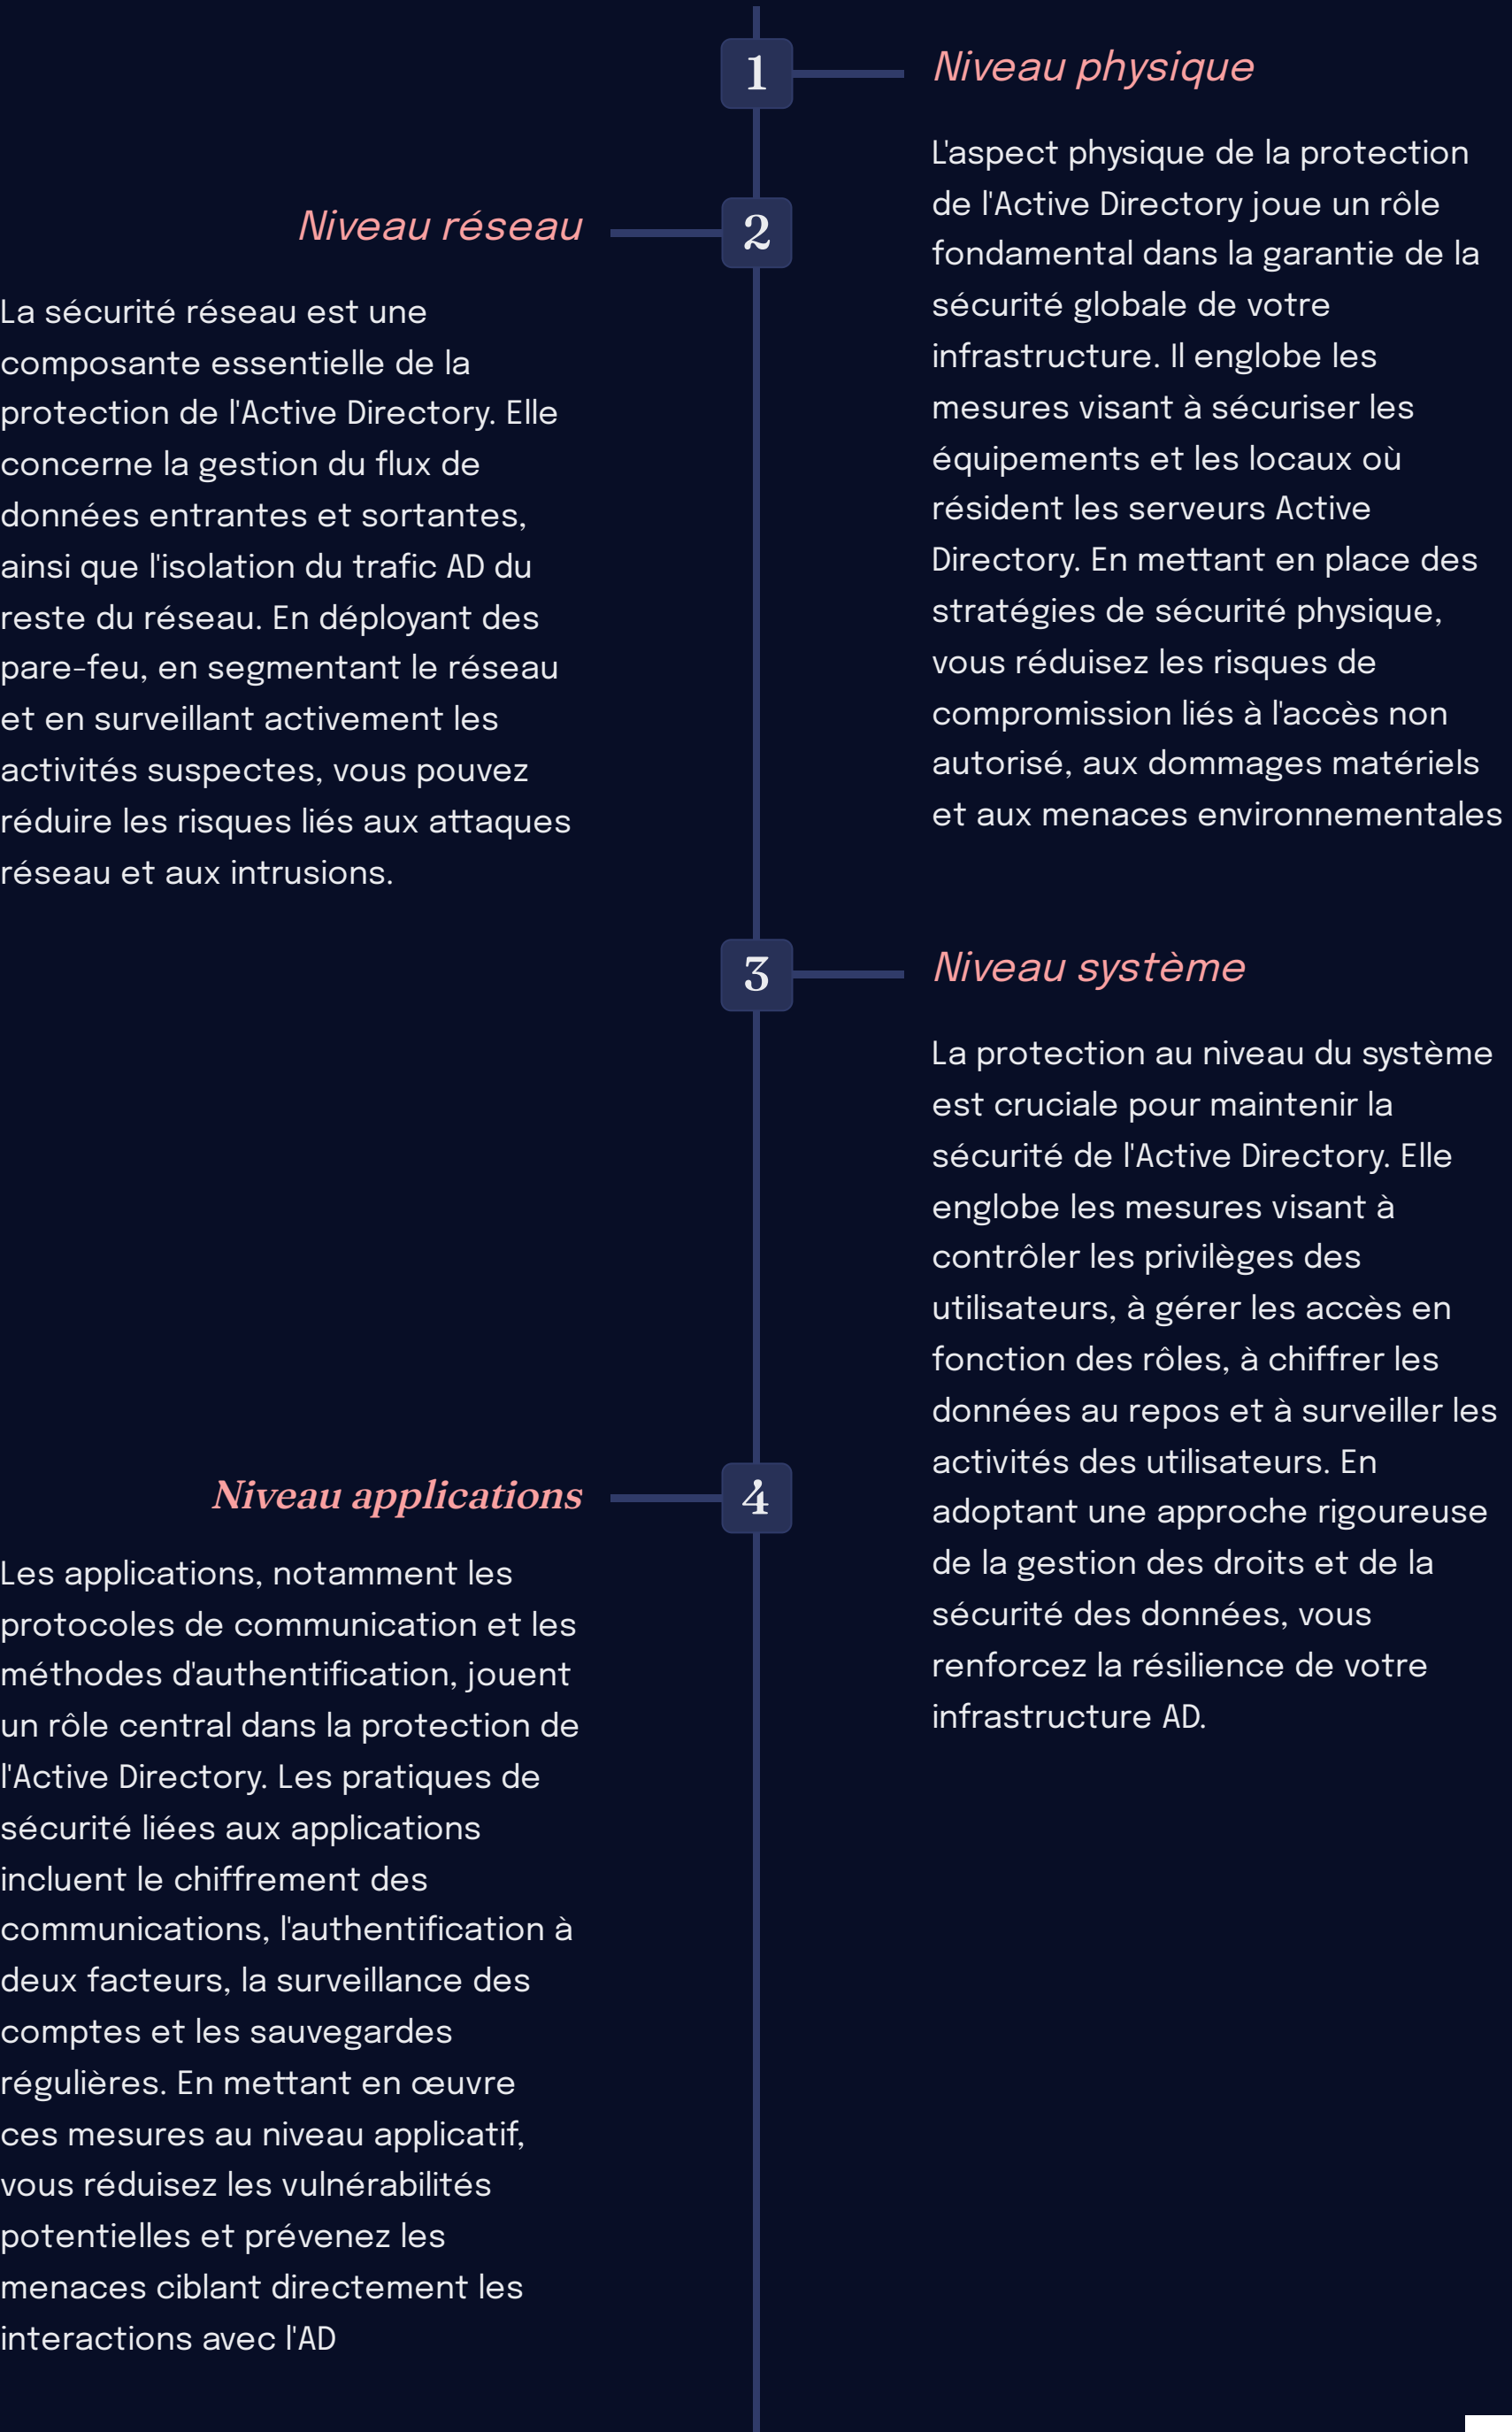 1
Niveau physique
L'aspect physique de la protection
de l'Active Directory joue un rôle
fondamental dans la garantie de la
sécurité globale de votre
infrastructure. Il englobe les
mesures visant à sécuriser les
équipements et les locaux où
résident les serveurs Active
Directory. En mettant en place des
stratégies de sécurité physique,
vous réduisez les risques de
compromission liés à l'accès non
autorisé, aux dommages matériels
et aux menaces environnementales
2
Niveau réseau
La sécurité réseau est une
composante essentielle de la
protection de l'Active Directory. Elle
concerne la gestion du flux de
données entrantes et sortantes,
ainsi que l'isolation du trafic AD du
reste du réseau. En déployant des
pare-feu, en segmentant le réseau
et en surveillant activement les
activités suspectes, vous pouvez
réduire les risques liés aux attaques
réseau et aux intrusions.
3
Niveau système
La protection au niveau du système
est cruciale pour maintenir la
sécurité de l'Active Directory. Elle
englobe les mesures visant à
contrôler les privilèges des
utilisateurs, à gérer les accès en
fonction des rôles, à chiffrer les
données au repos et à surveiller les
activités des utilisateurs. En
adoptant une approche rigoureuse
de la gestion des droits et de la
sécurité des données, vous
renforcez la résilience de votre
infrastructure AD.
4
Niveau applications
Les applications, notamment les
protocoles de communication et les
méthodes d'authentification, jouent
un rôle central dans la protection de
l'Active Directory. Les pratiques de
sécurité liées aux applications
incluent le chiffrement des
communications, l'authentification à
deux facteurs, la surveillance des
comptes et les sauvegardes
régulières. En mettant en œuvre
ces mesures au niveau applicatif,
vous réduisez les vulnérabilités
potentielles et prévenez les
menaces ciblant directement les
interactions avec l'AD